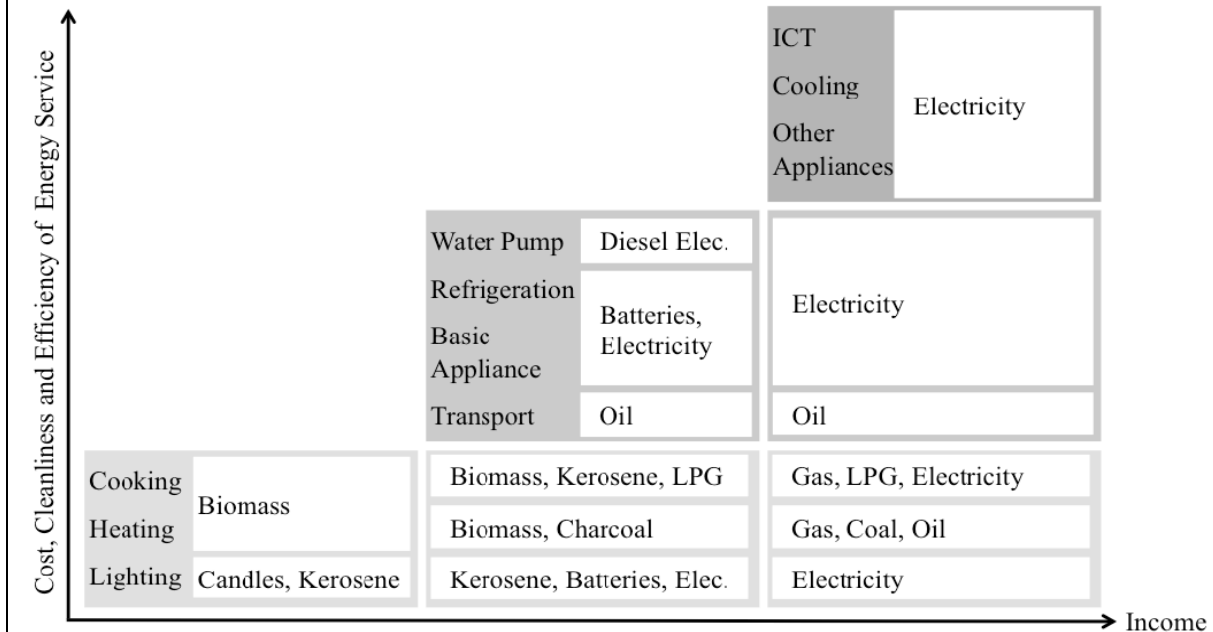 Cost, Cleanliness and Efficiency of Energy Service
ICT
Cooling
Other
Appliances
Electricity
Water Pump
Diesel Elec.
Refrigeration
Basic
Appliance
Batteries,
Electricity
Electricity
Transport
Oil
Oil
Cooking
Heating
Biomass
Biomass, Kerosene, LPG
Gas, LPG, Electricity
Biomass, Charcoal
Gas, Coal, Oil
Lighting
Candles, Kerosene
Kerosene, Batteries, Elec.
Electricity
Income